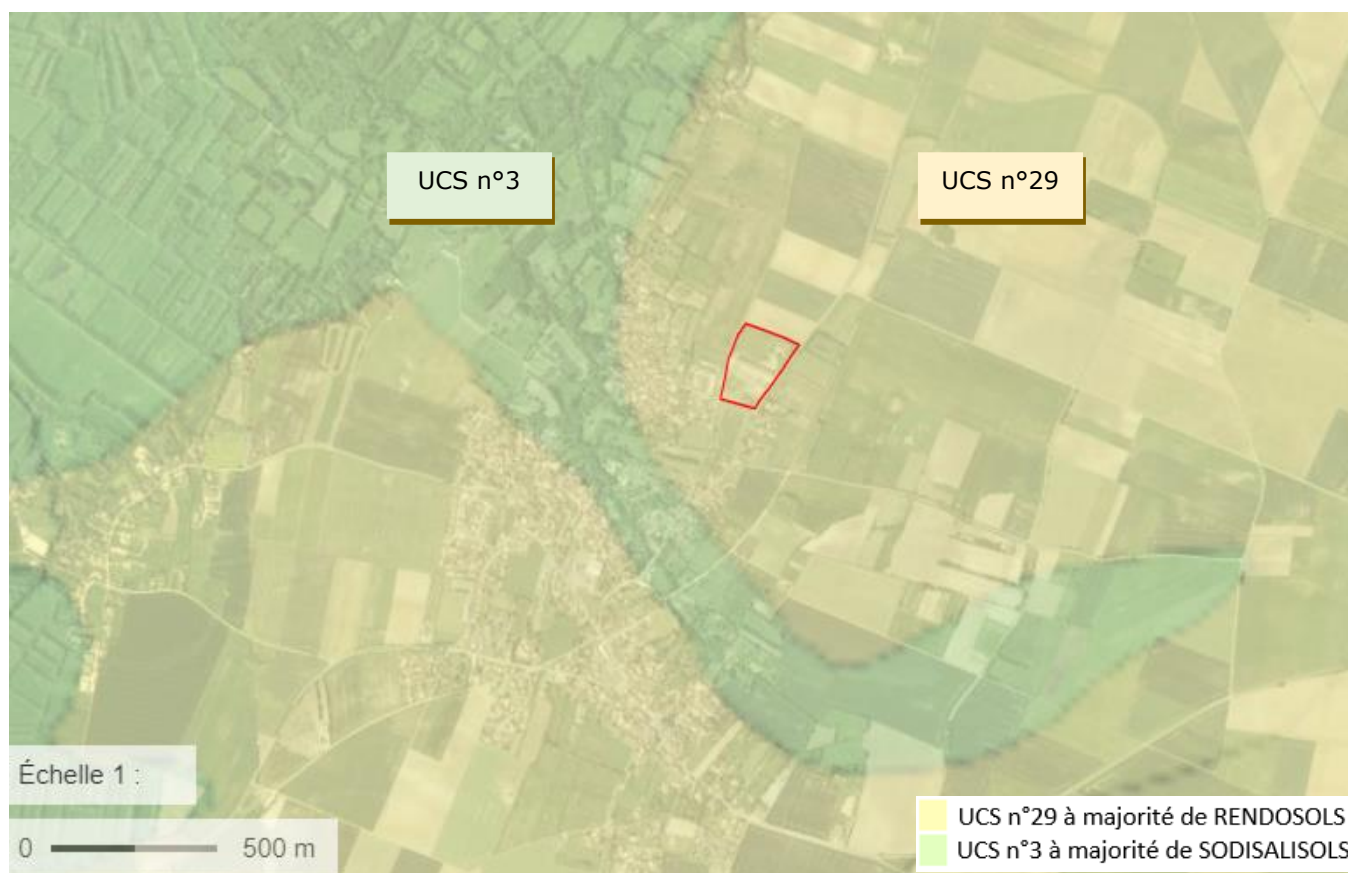 UCS n°3
UCS n°29
Échelle 1 :
0 500 m
UCS n°29 à majorité de RENDOSOLS
UCS n°3 à majorité de SODISALISOLS